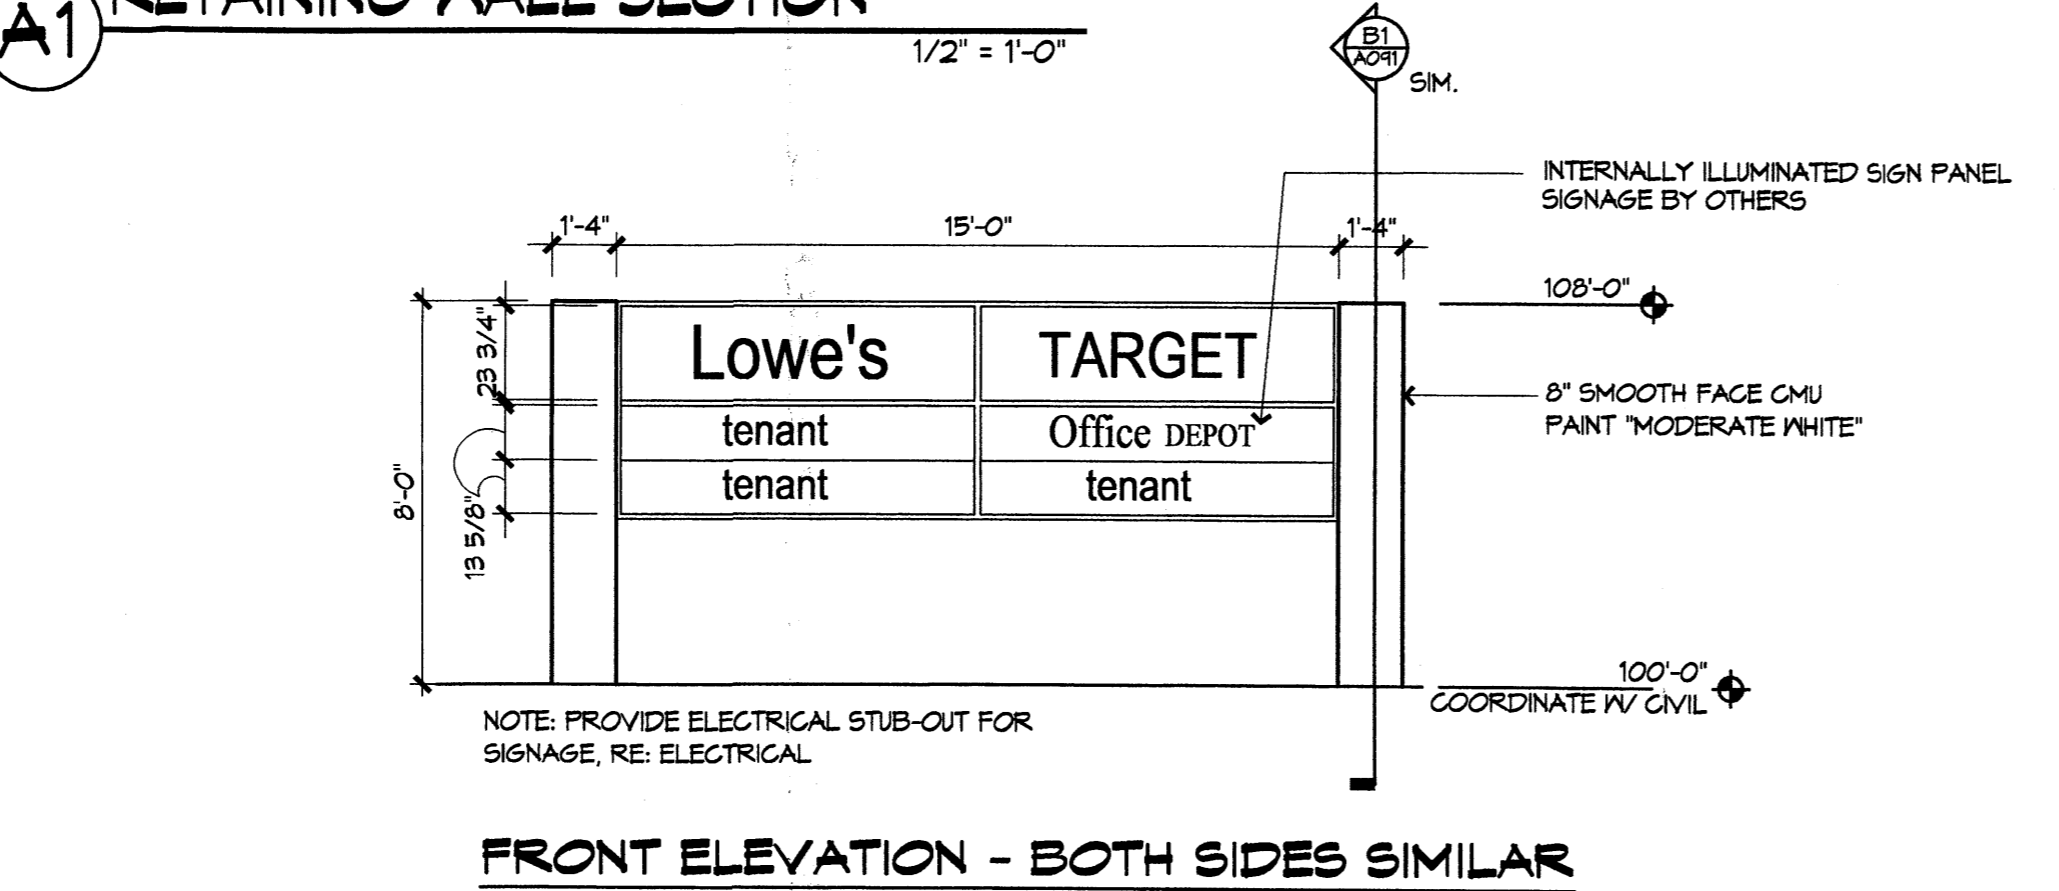 A1 RETAINING WALL SECTION
1/2" = 1'-0"
B1
A091
SIM.
INTERNALLY ILLUMINATED SIGN PANEL
SIGNAGE BY OTHERS
1'-4"
15'-0"
1'-4"
108'-0"
23 3/4"
Lowe's
TARGET
8" SMOOTH FACE CMU
PAINT "MODERATE WHITE"
tenant
Office DEPOT
8'-0"
tenant
tenant
13 5/8"
100'-0"
COORDINATE W/ CIVIL
NOTE: PROVIDE ELECTRICAL STUB-OUT FOR
SIGNAGE, RE: ELECTRICAL
FRONT ELEVATION - BOTH SIDES SIMILAR